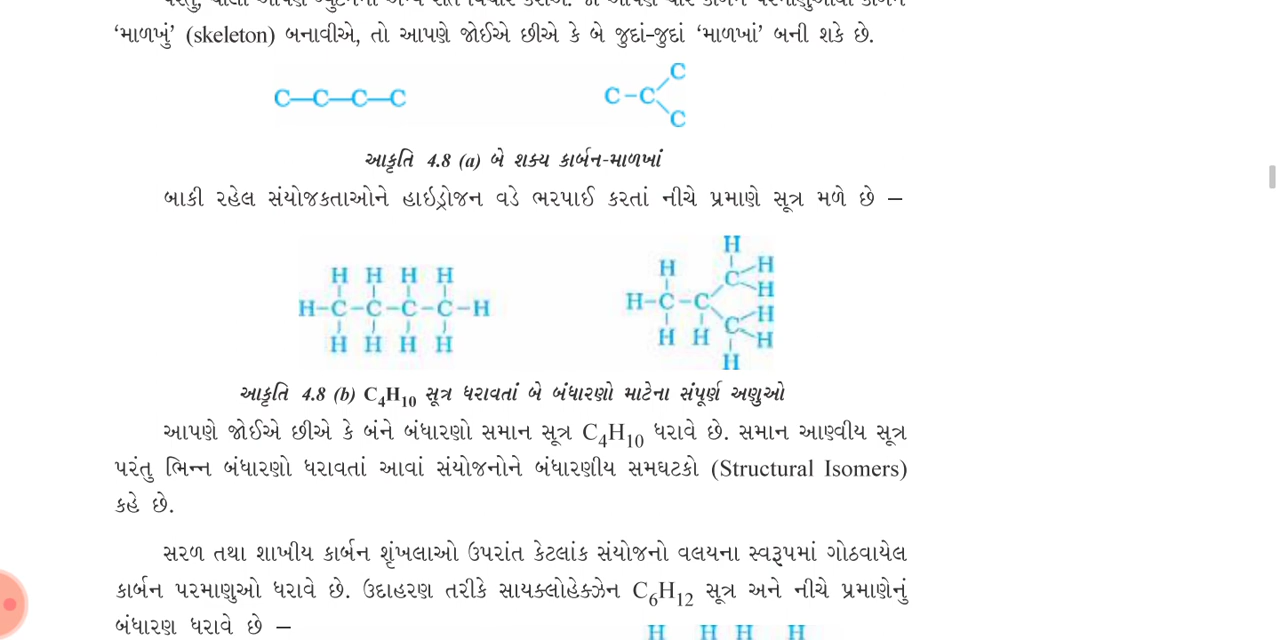 ‘માળખું’ (skeleton) બનાવીએ, તો આપણે જોઈએ છીએ કે બે જુદાં-જુદાં ‘માળખાં’ બની શકે છે.
C—C—C—C
C
C–C
C
આકૃતિ 4.8 (a) બે શક્ય કાર્બન-માળખાં
બાકી રહેલ સંયોજકતાઓને હાઇડ્રોજન વડે ભરપાઈ કરતાં નીચે પ્રમાણે સૂત્ર મળે છે –
H H H H
H–C–C–C–C–H
H H H H
H
H C–H
H
H–C–C
H H C–H
H
H
આકૃતિ 4.8 (b) C₄H₁₀ સૂત્ર ધરાવતાં બે બંધારણો માટેના સંપૂર્ણ અણુઓ
આપણે જોઈએ છીએ કે બંને બંધારણો સમાન સૂત્ર C₄H₁₀ ધરાવે છે. સમાન આણ્વીય સૂત્ર
પરંતુ ભિન્ન બંધારણો ધરાવતાં આવાં સંયોજનોને બંધારણીય સમઘટકો (Structural Isomers)
કહે છે.
સરળ તથા શાખીય કાર્બન શૃંખલાઓ ઉપરાંત કેટલાંક સંયોજનો વલયના સ્વરૂપમાં ગોઠવાયેલ
કાર્બન પરમાણુઓ ધરાવે છે. ઉદાહરણ તરીકે સાયક્લોહેક્ઝેન C₆H₁₂ સૂત્ર અને નીચે પ્રમાણેનું
બંધારણ ધરાવે છે –
H H H H